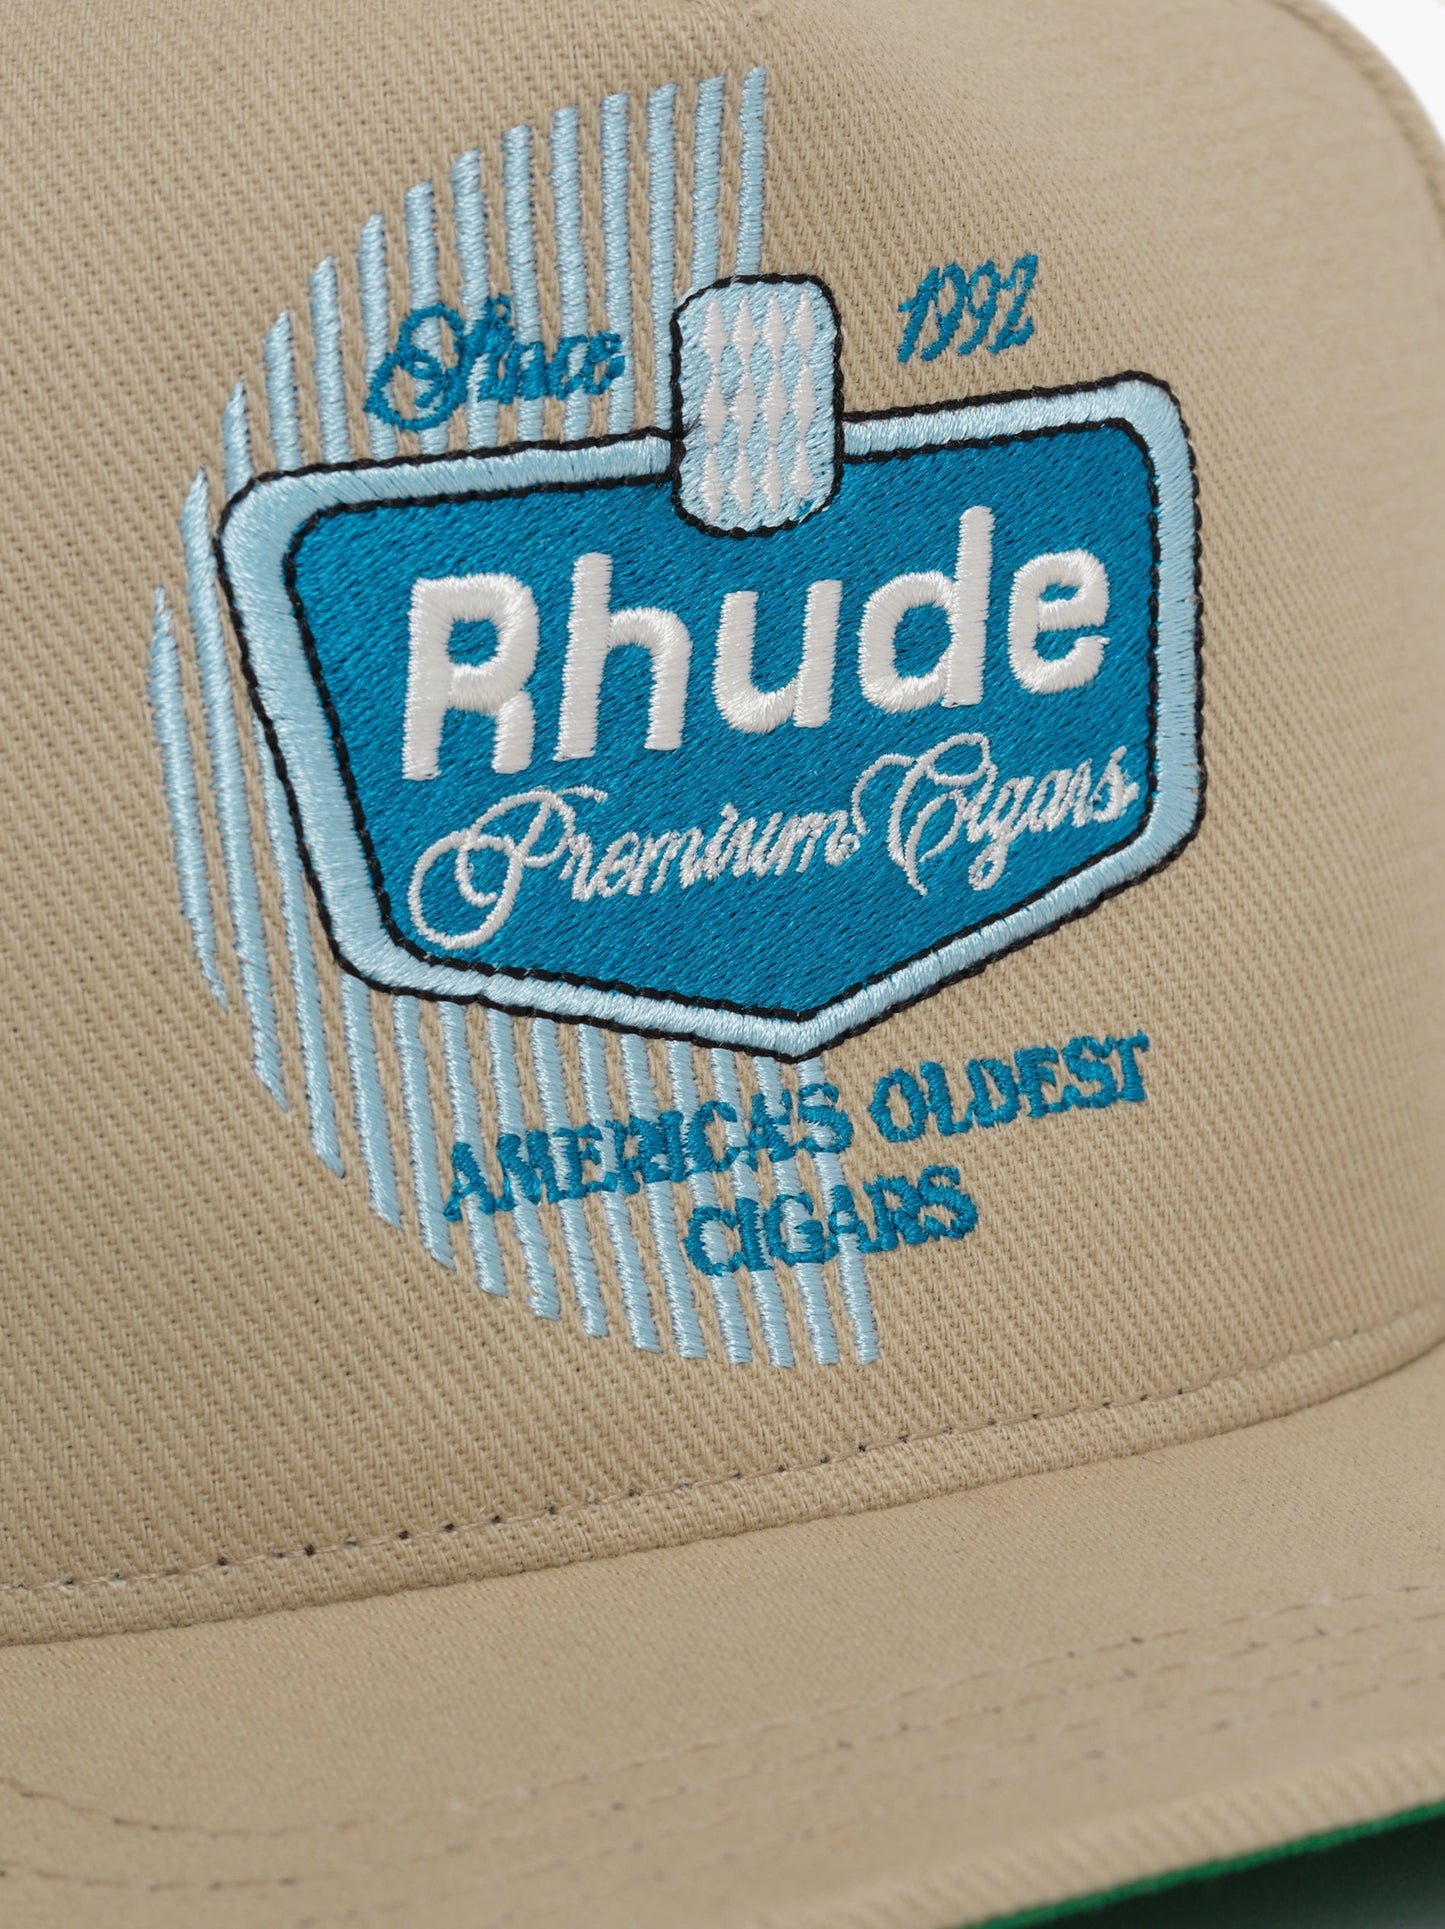 Since 1992
Rhude
Premium Cigars
AMERICA'S OLDEST
CIGARS